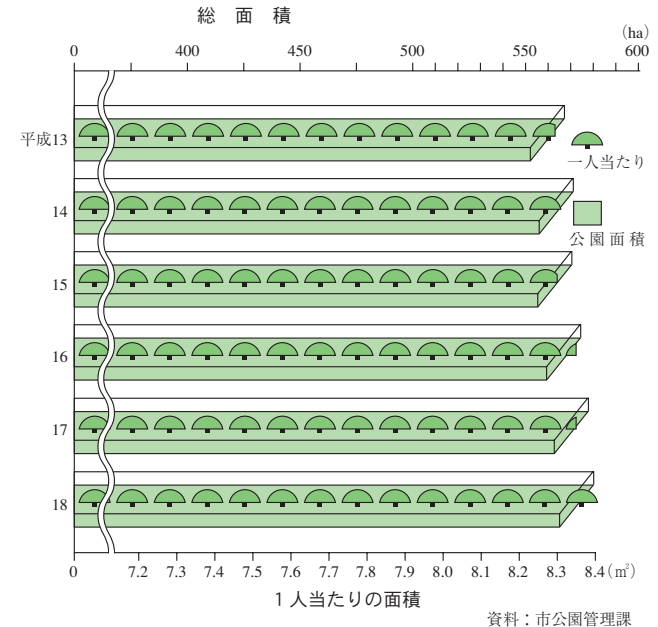 総面積
(ha)
0 400 450 500 550 600
平成13
一人当たり
14
公園面積
15
16
17
18
0 7.2 7.3 7.4 7.5 7.6 7.7 7.8 7.9 8.0 8.1 8.2 8.3 8.4(㎡)
1人当たりの面積
資料：市公園管理課